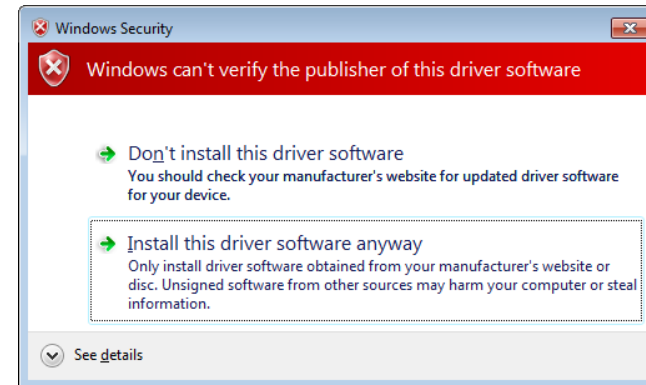 Windows Security
Windows can't verify the publisher of this driver software
Don't install this driver software
You should check your manufacturer's website for updated driver software
for your device.
Install this driver software anyway
Only install driver software obtained from your manufacturer's website or
disc. Unsigned software from other sources may harm your computer or steal
information.
See details